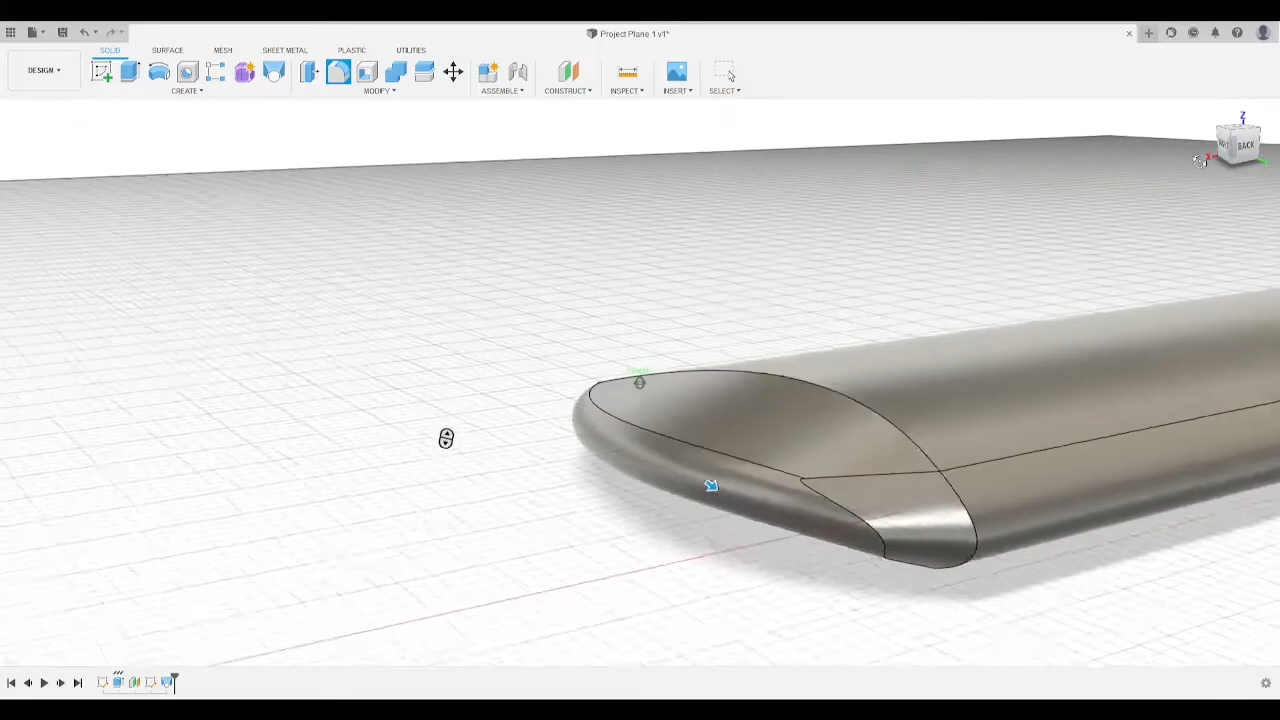 Project Plane 1 v1*
SOLID SURFACE MESH SHEET METAL PLASTIC UTILITIES
DESIGN
CREATE MODIFY ASSEMBLE CONSTRUCT INSPECT INSERT SELECT
Z
X BACK